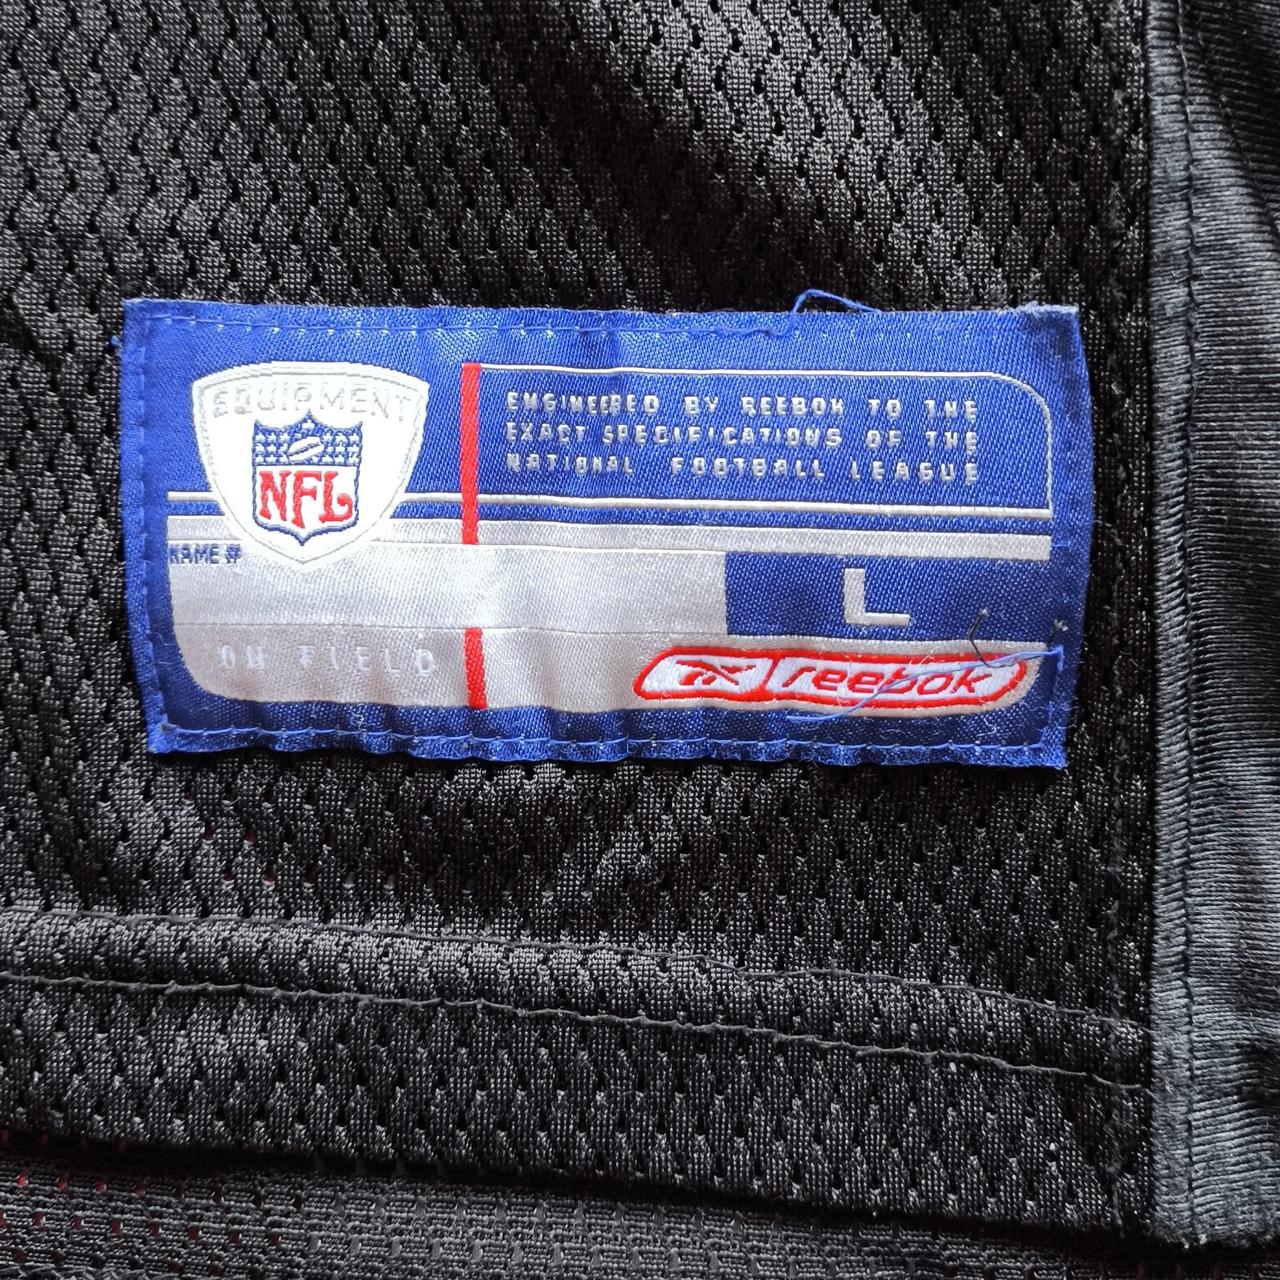 EQUIPMENT
NFL
ENGINEERED BY REEBOK TO THE
EXACT SPECIFICATIONS OF THE
NATIONAL FOOTBALL LEAGUE
NAME #
L
ON FIELD
reebok